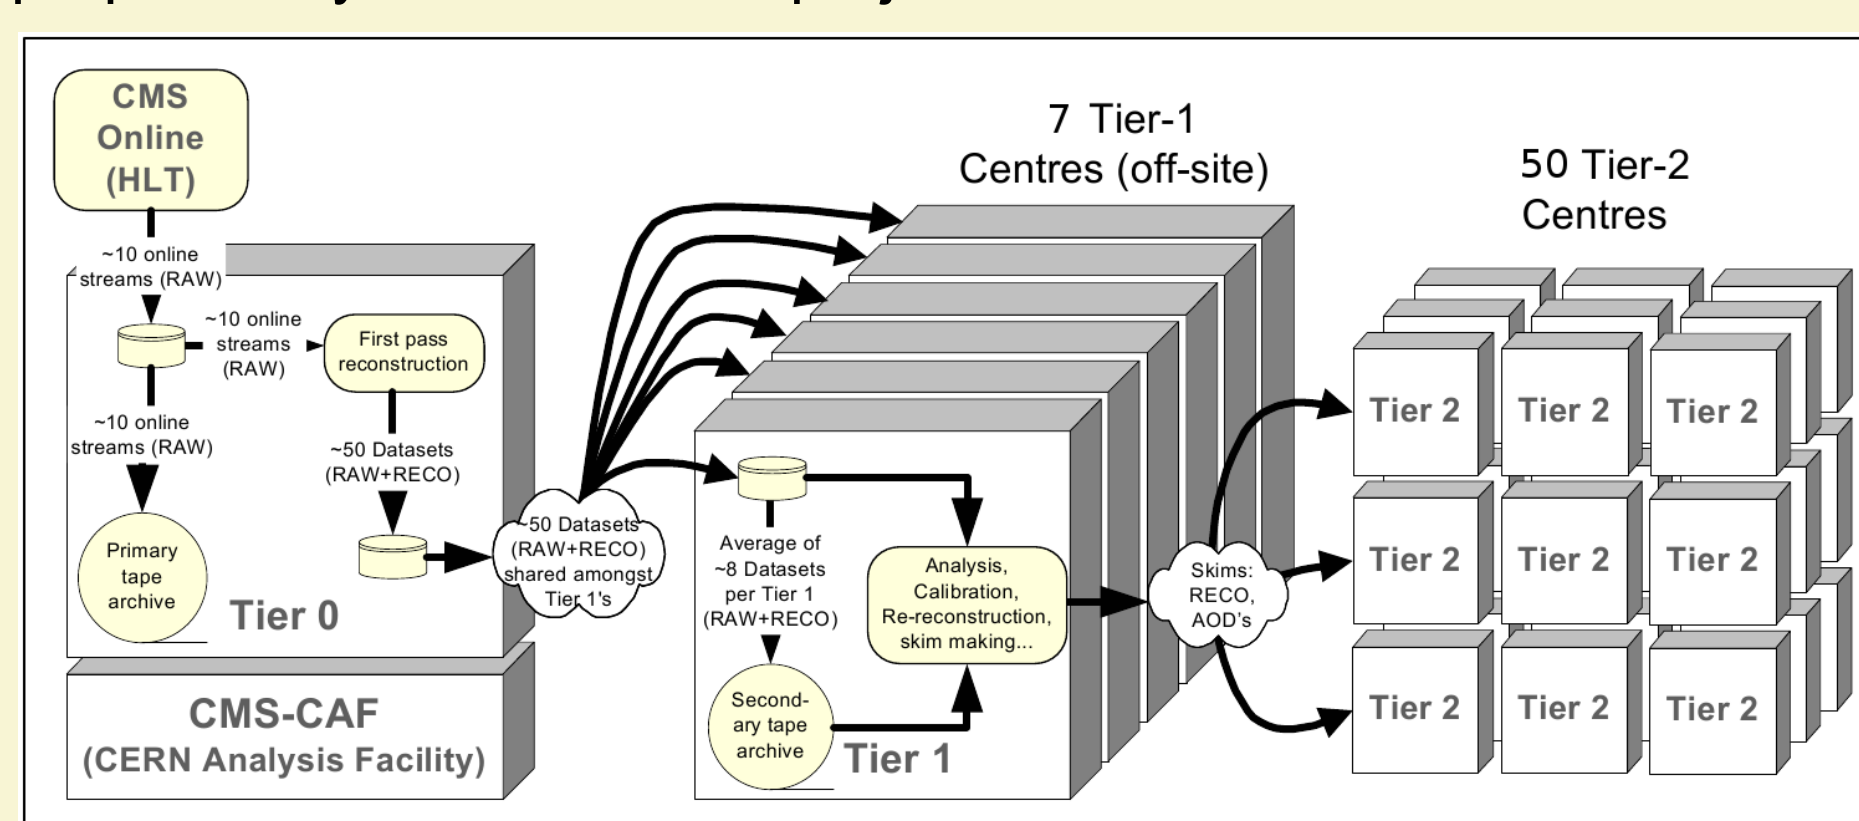 CMS
Online
(HLT)
~10 online
streams (RAW)
~10 online
streams
(RAW)
First pass
reconstruction
~10 online
streams (RAW)
~50 Datasets
(RAW+RECO)
Primary
tape
archive
Tier 0
CMS-CAF
(CERN Analysis Facility)
~50 Datasets
(RAW+RECO)
shared amongst
Tier 1's
7 Tier-1
Centres (off-site)
Average of
~8 Datasets
per Tier 1
(RAW+RECO)
Analysis,
Calibration,
Re-reconstruction,
skim making...
Second-
ary tape
archive
Tier 1
Skims:
RECO,
AOD's
50 Tier-2
Centres
Tier 2 Tier 2 Tier 2
Tier 2 Tier 2 Tier 2
Tier 2 Tier 2 Tier 2